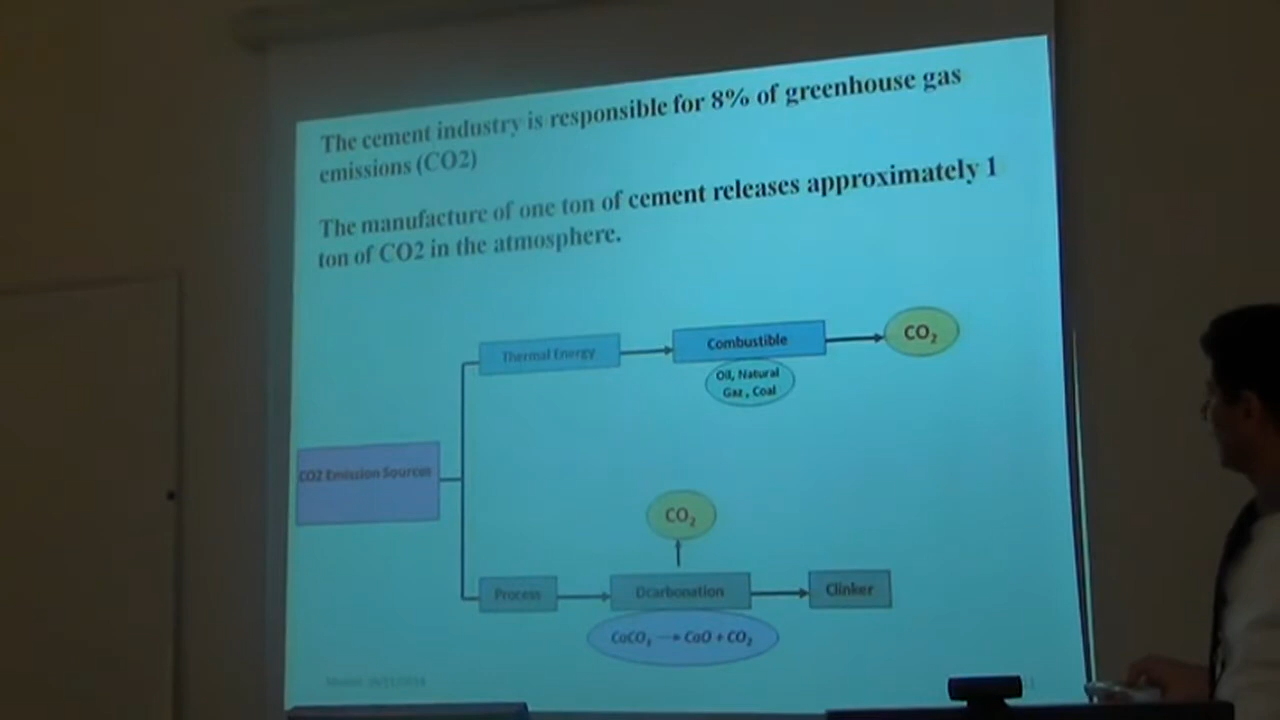 The cement industry is responsible for 8% of greenhouse gas
emissions (CO2)
The manufacture of one ton of cement releases approximately 1
ton of CO2 in the atmosphere.
Thermal Energy
Combustible
CO₂
Oil, Natural
Gaz , Coal
CO2 Emission Sources
CO₂
Process
Dcarbonation
Clinker
CaCO₃ → CaO + CO₂